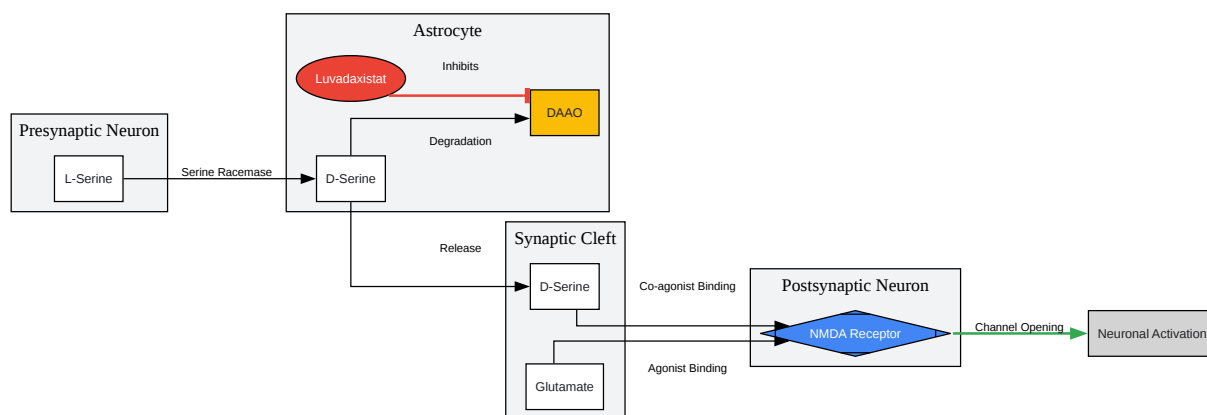 Astrocyte
Luvadaxistat
Inhibits
DAAO
Degradation
Presynaptic Neuron
L-Serine
Serine Racemase
D-Serine
Release
Synaptic Cleft
D-Serine
Glutamate
Co-agonist Binding
Agonist Binding
Postsynaptic Neuron
NMDA Receptor
Channel Opening
Neuronal Activation